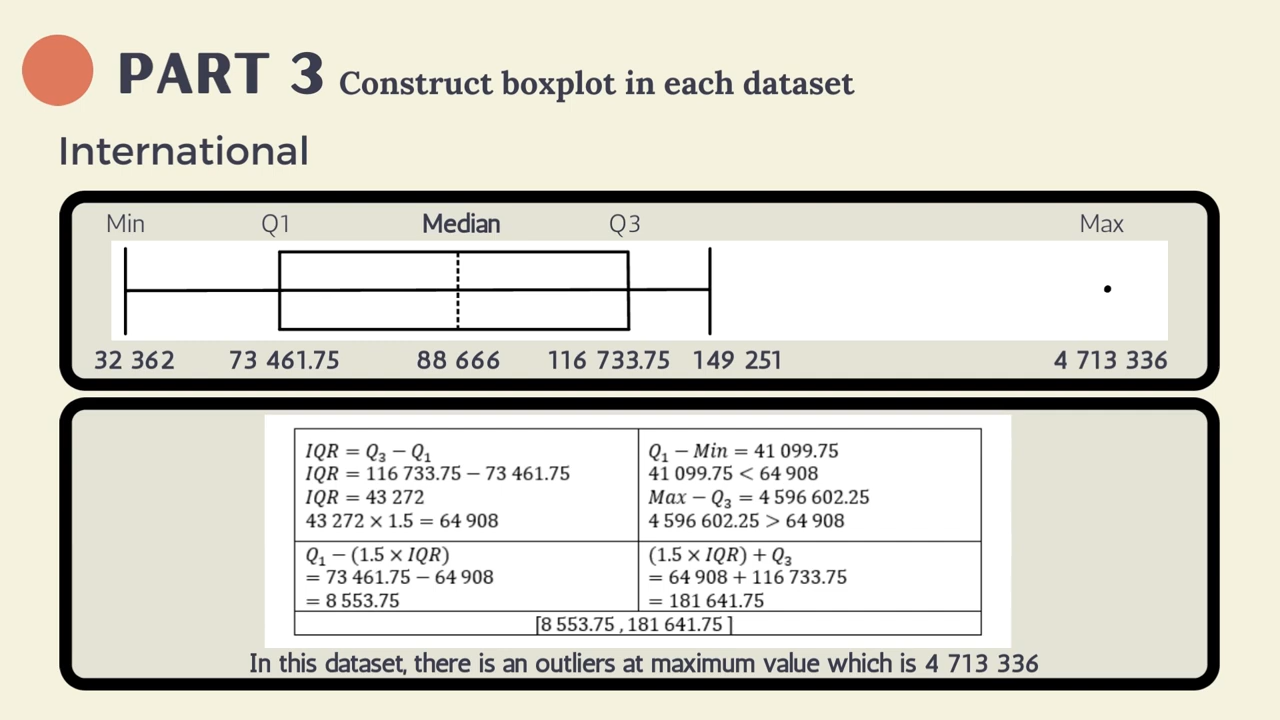 PART 3 Construct boxplot in each dataset
International
Min Q1 Median Q3 Max
32 362 73 461.75 88 666 116 733.75 149 251 4 713 336
IQR = Q₃ − Q₁
IQR = 116 733.75 − 73 461.75
IQR = 43 272
43 272 × 1.5 = 64 908
Q₁ − Min = 41 099.75
41 099.75 < 64 908
Max − Q₃ = 4 596 602.25
4 596 602.25 > 64 908
Q₁ − (1.5 × IQR)
= 73 461.75 − 64 908
= 8 553.75
(1.5 × IQR) + Q₃
= 64 908 + 116 733.75
= 181 641.75
[8 553.75 , 181 641.75 ]
In this dataset, there is an outliers at maximum value which is 4 713 336